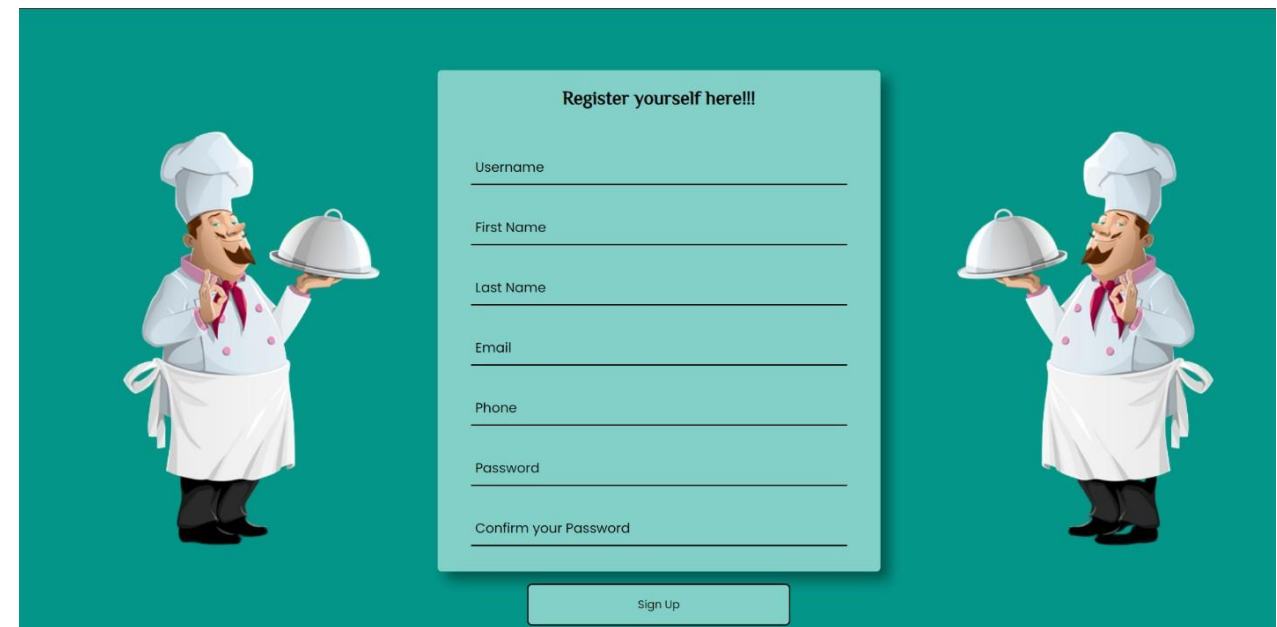 Register yourself here!!!
Username
First Name
Last Name
Email
Phone
Password
Confirm your Password
Sign Up